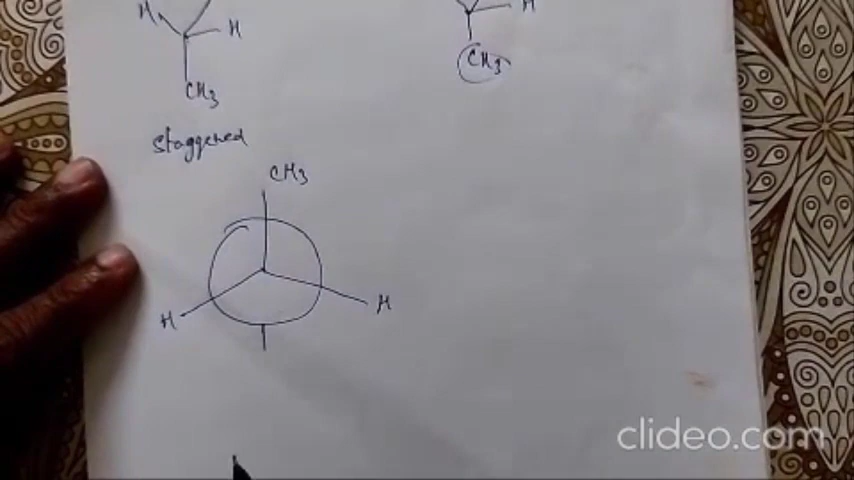 H H H
CH3 CH3
Staggered
CH3
H H
clideo.com